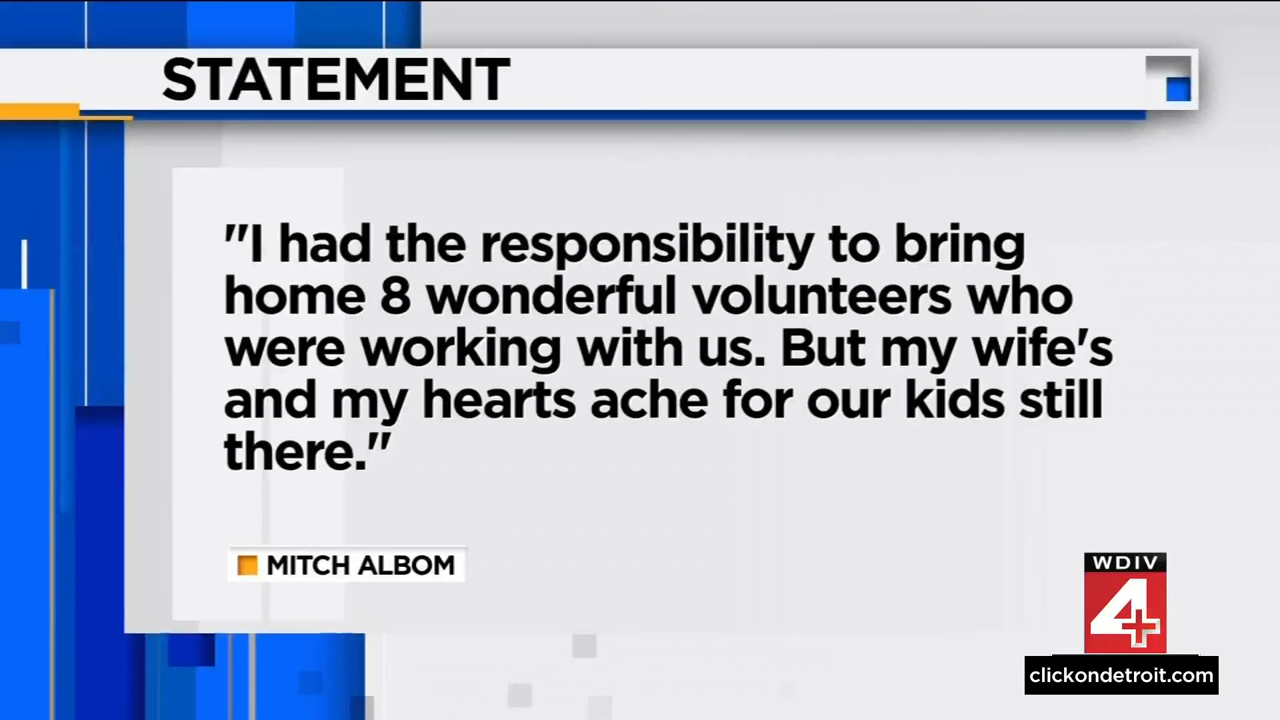 STATEMENT
"I had the responsibility to bring
home 8 wonderful volunteers who
were working with us. But my wife's
and my hearts ache for our kids still
there."
MITCH ALBOM
WDIV
4+
clickondetroit.com